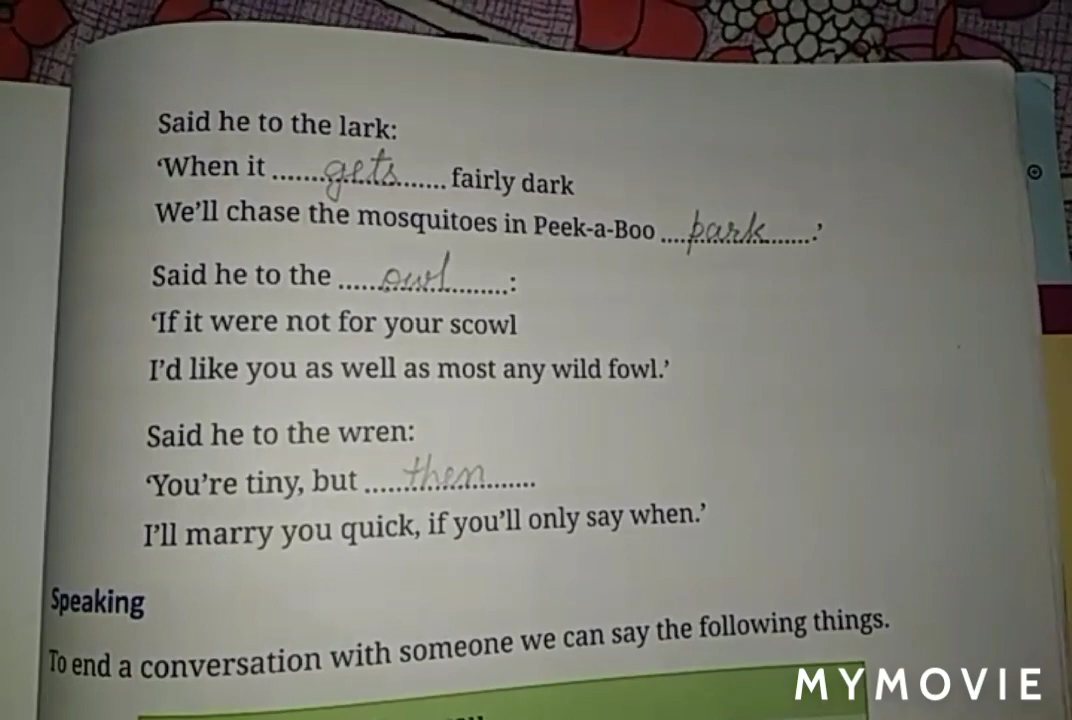 Said he to the lark:
‘When it ......gets...... fairly dark
We’ll chase the mosquitoes in Peek-a-Boo ....park.....’
Said he to the ......owl......:
‘If it were not for your scowl
I’d like you as well as most any wild fowl.’
Said he to the wren:
‘You’re tiny, but ......then......
I’ll marry you quick, if you’ll only say when.’
Speaking
To end a conversation with someone we can say the following things.
MYMOVIE